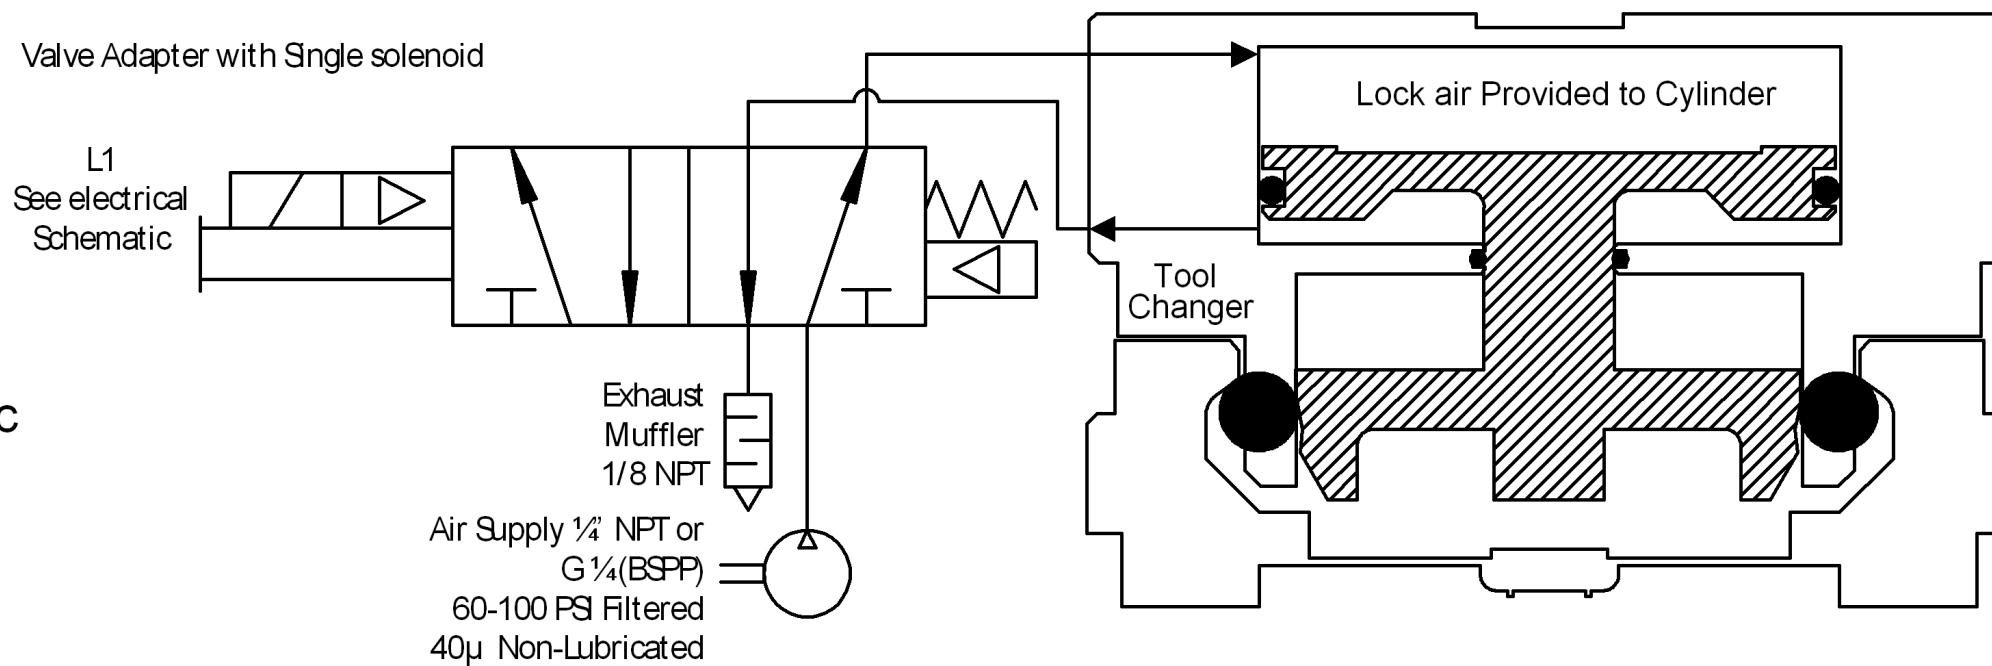 Valve Adapter with Single solenoid
Lock air Provided to Cylinder
L1
See electrical
Schematic
Tool
Changer
Exhaust
Muffler
1/8 NPT
c
Air Supply ¼” NPT or
G ¼(BSPP)
60-100 PSI Filtered
40µ Non-Lubricated